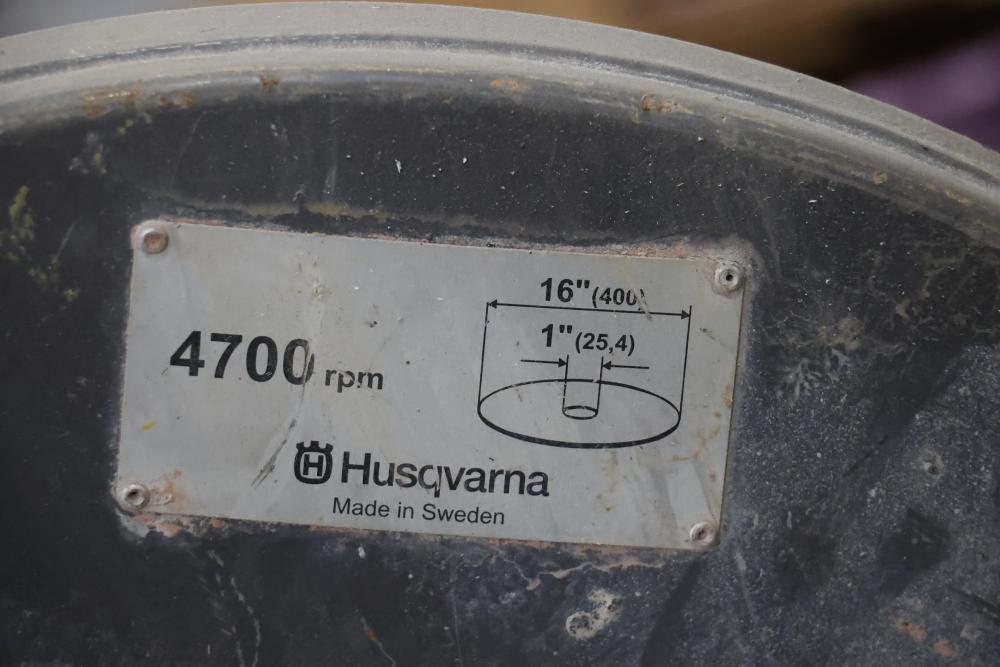 16"(400)
1"(25,4)
4700 rpm
Husqvarna
Made in Sweden